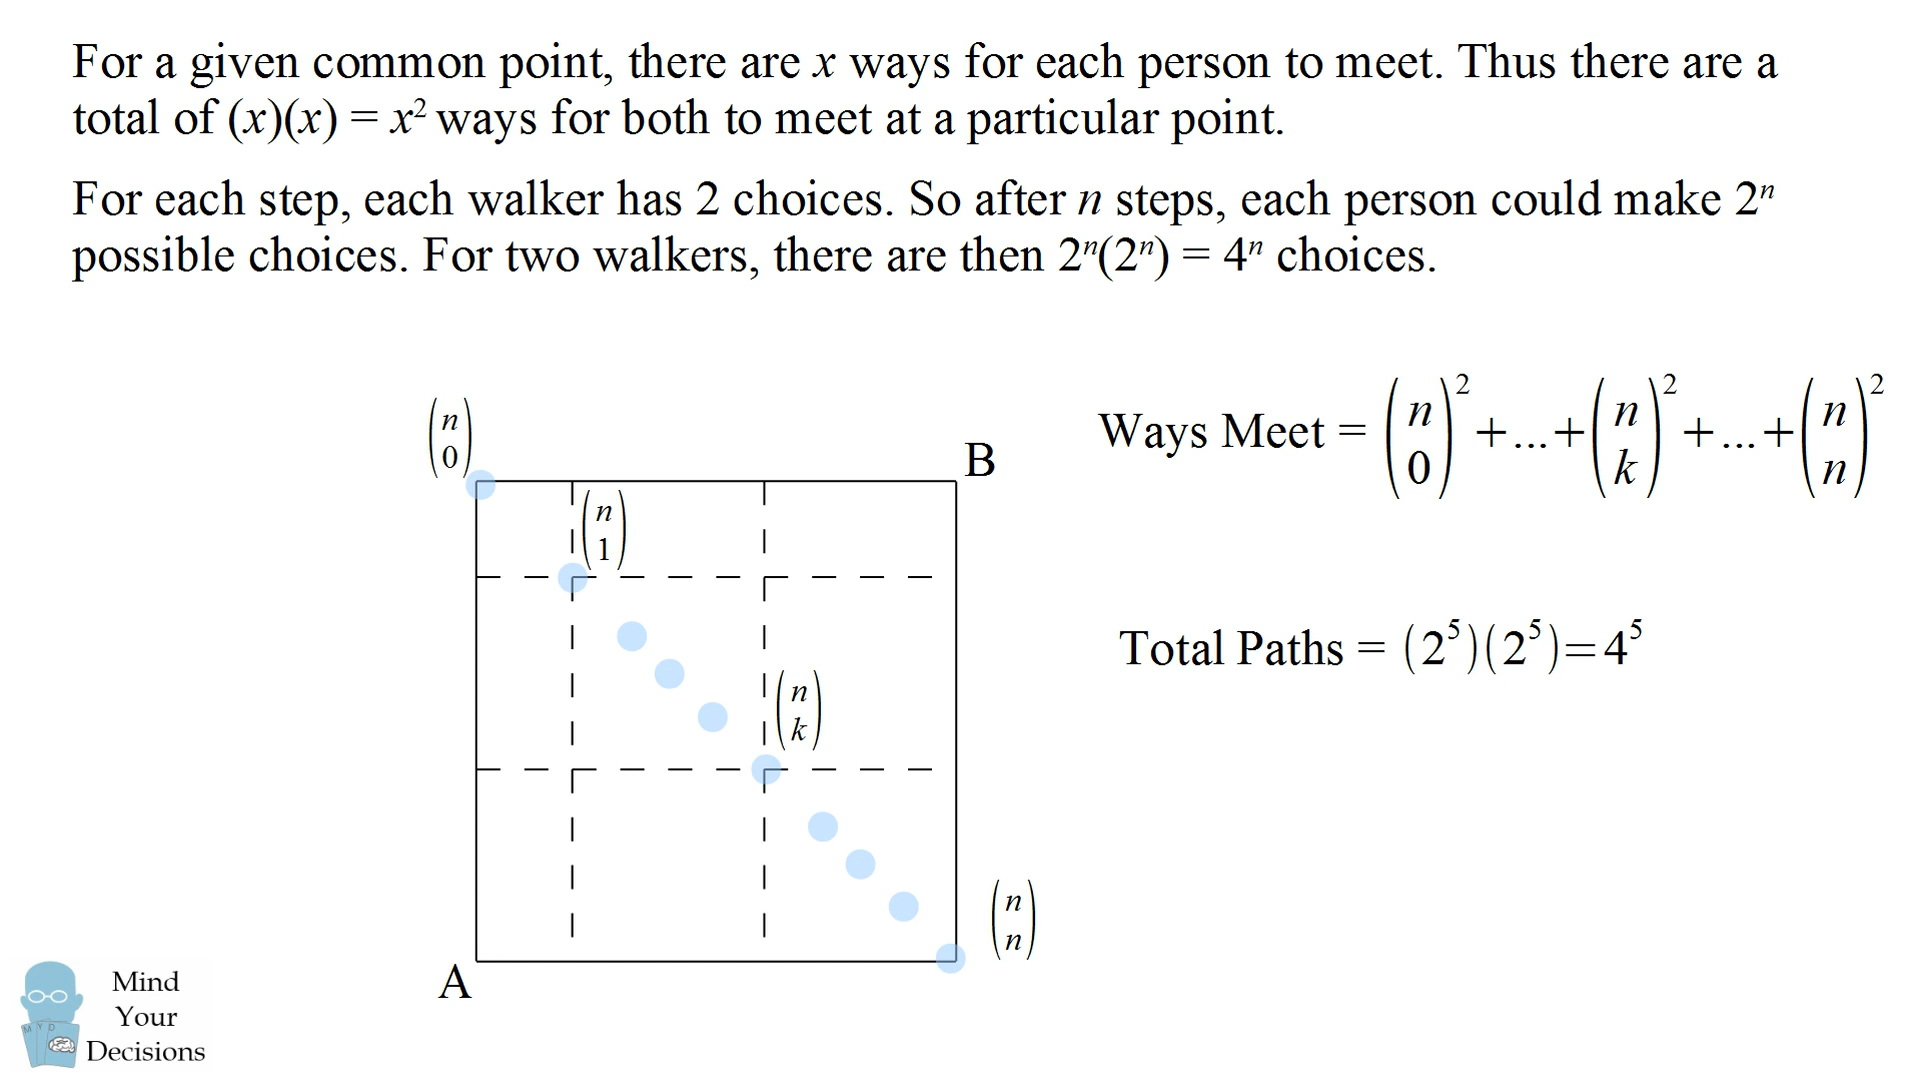 For a given common point, there are x ways for each person to meet. Thus there are a
total of (x)(x) = x² ways for both to meet at a particular point.
For each step, each walker has 2 choices. So after n steps, each person could make 2ⁿ
possible choices. For two walkers, there are then 2ⁿ(2ⁿ) = 4ⁿ choices.
(n 0)
B
(n 1)
(n k)
(n n)
A
Ways Meet = (n 0)² +...+ (n k)² +...+ (n n)²
Total Paths = (2⁵)(2⁵)=4⁵
M Y D
Mind
Your
Decisions